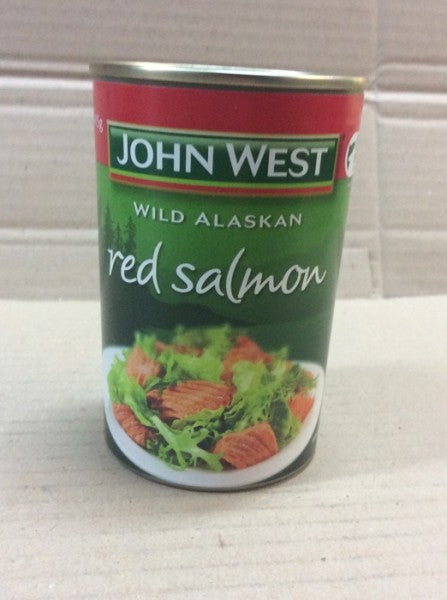 JOHN WEST
WILD ALASKAN
red salmon